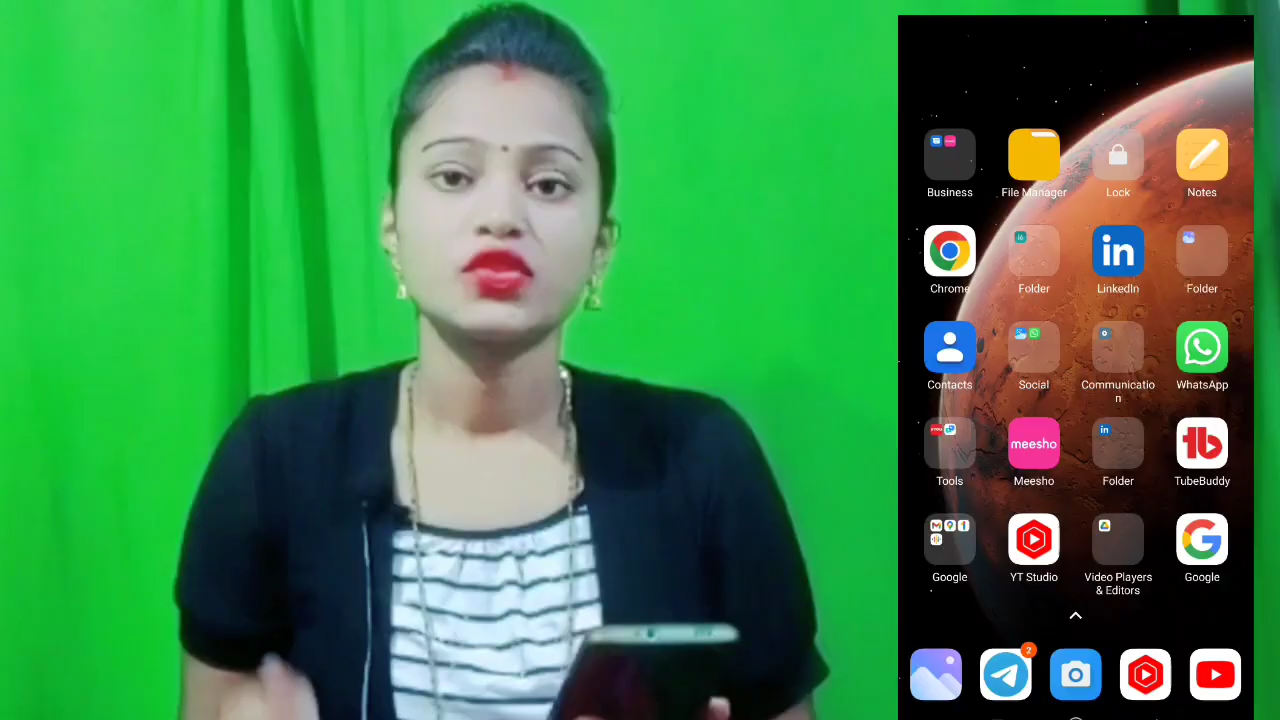 Business
File Manager
Lock
Notes
Chrome
Folder
LinkedIn
Folder
Contacts
Social
Communicatio
n
WhatsApp
Tools
meesho
Meesho
Folder
TubeBuddy
Google
YT Studio
Video Players
& Editors
Google
2